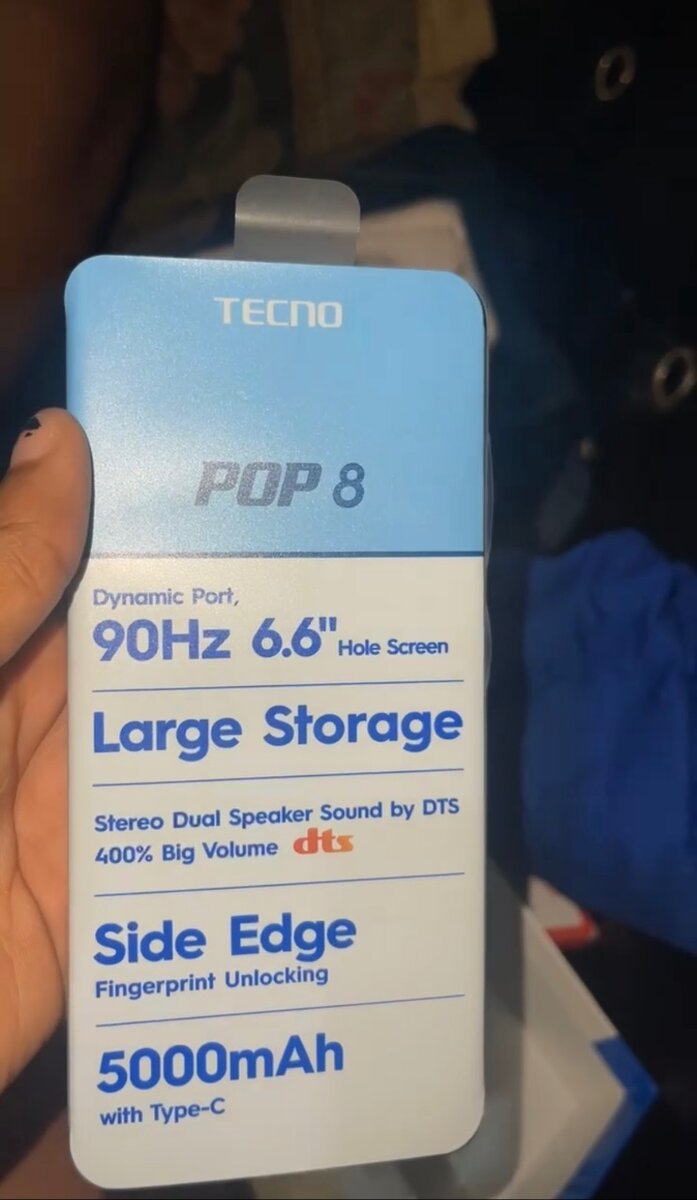 TECNO
POP 8
Dynamic Port,
90Hz 6.6" Hole Screen
Large Storage
Stereo Dual Speaker Sound by DTS
400% Big Volume dts
Side Edge
Fingerprint Unlocking
5000mAh
with Type-C